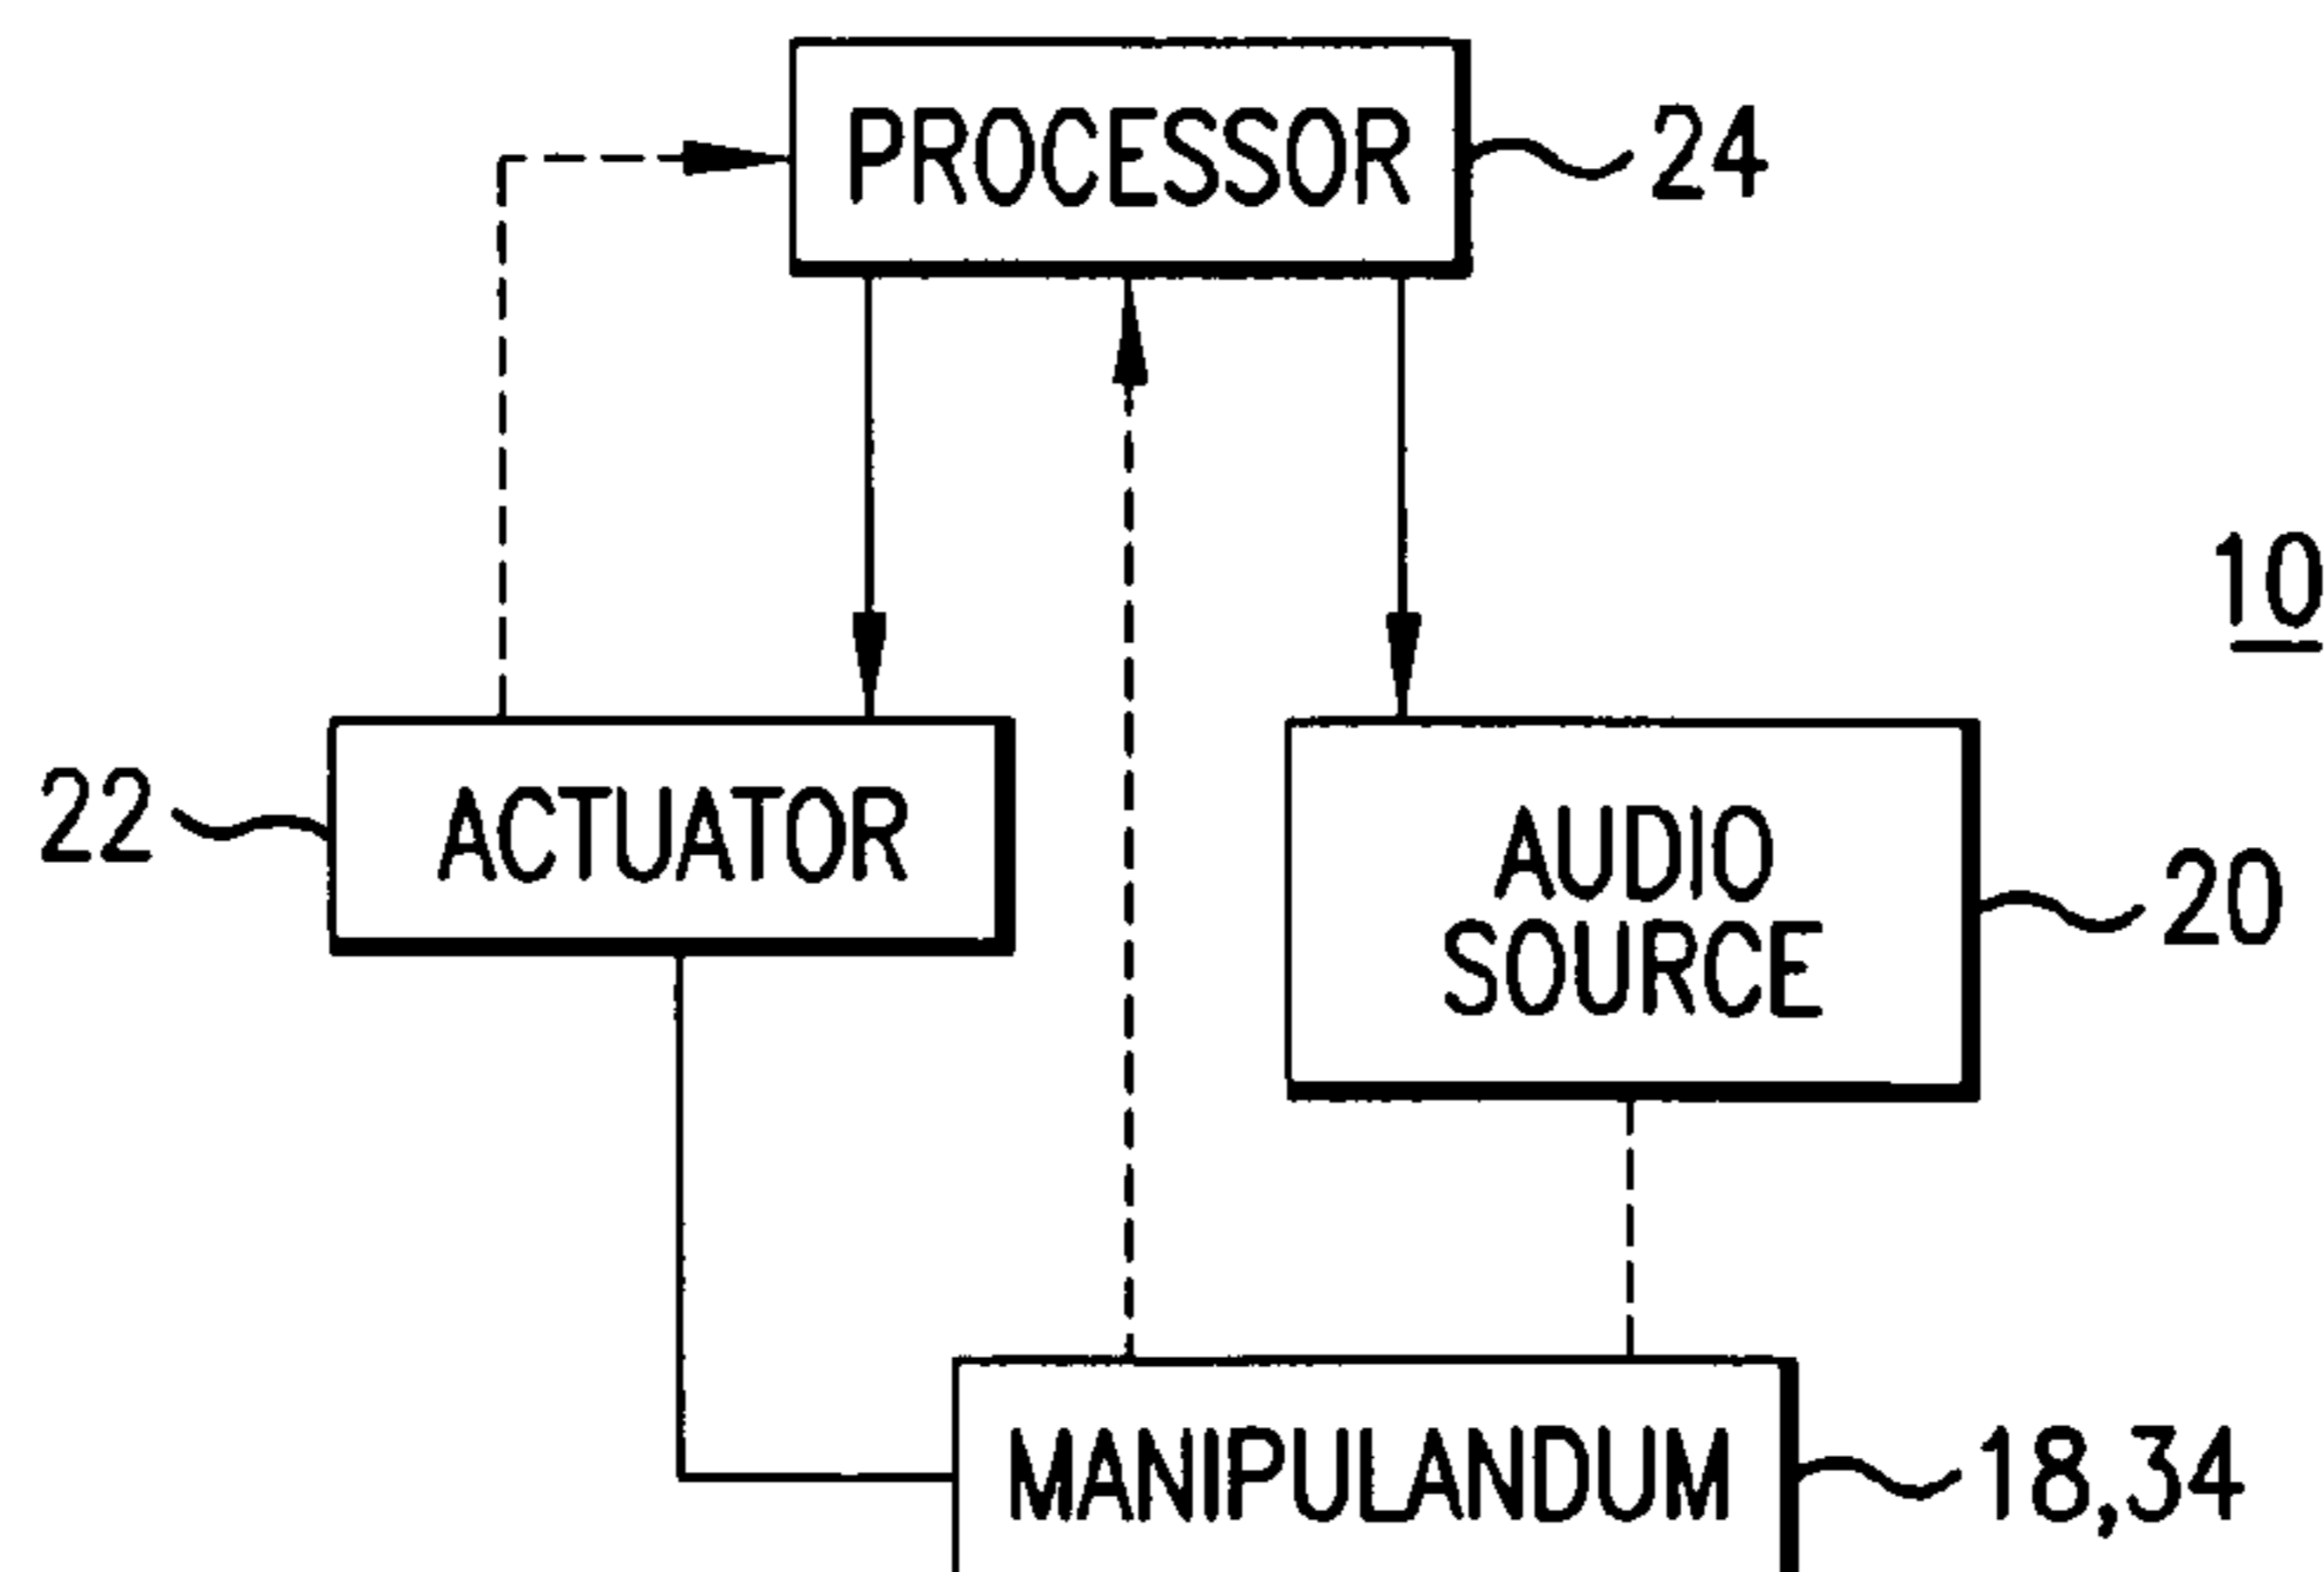 PROCESSOR
24
10
22
ACTUATOR
AUDIO
SOURCE
20
MANIPULANDUM
18,34